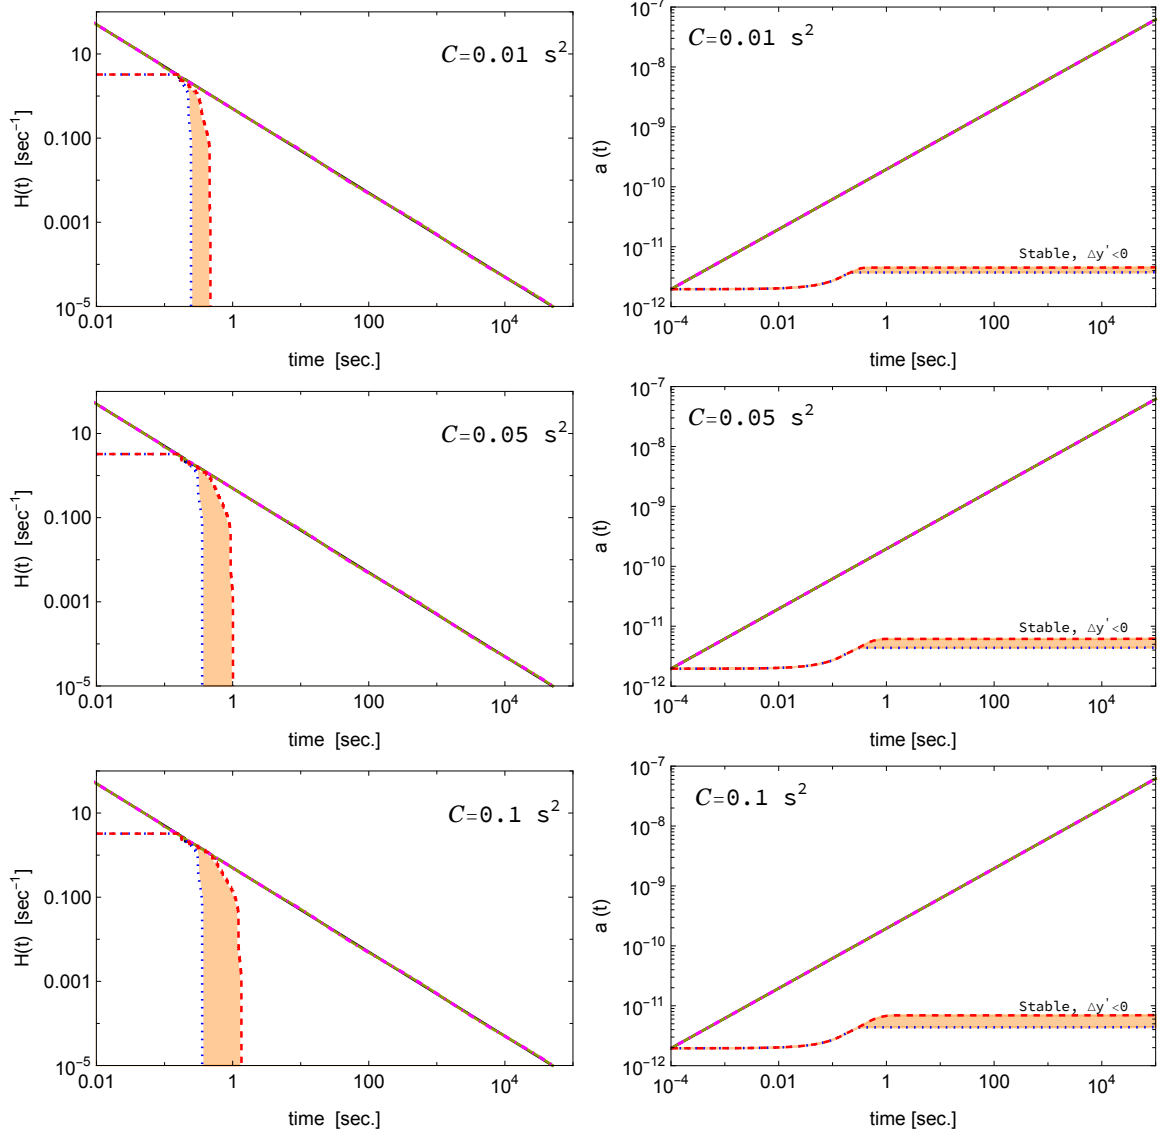 C=0.01 s²
H(t) [sec⁻¹]
10
0.100
0.001
10⁻⁵
0.01 1 100 10⁴
time [sec.]
C=0.01 s²
a (t)
10⁻⁷
10⁻⁸
10⁻⁹
10⁻¹⁰
10⁻¹¹
10⁻¹²
Stable, Δy'<0
10⁻⁴ 0.01 1 100 10⁴
time [sec.]
C=0.05 s²
H(t) [sec⁻¹]
10
0.100
0.001
10⁻⁵
0.01 1 100 10⁴
time [sec.]
C=0.05 s²
a (t)
10⁻⁷
10⁻⁸
10⁻⁹
10⁻¹⁰
10⁻¹¹
10⁻¹²
Stable, Δy'<0
10⁻⁴ 0.01 1 100 10⁴
time [sec.]
C=0.1 s²
H(t) [sec⁻¹]
10
0.100
0.001
10⁻⁵
0.01 1 100 10⁴
time [sec.]
C=0.1 s²
a (t)
10⁻⁷
10⁻⁸
10⁻⁹
10⁻¹⁰
10⁻¹¹
10⁻¹²
Stable, Δy'<0
10⁻⁴ 0.01 1 100 10⁴
time [sec.]